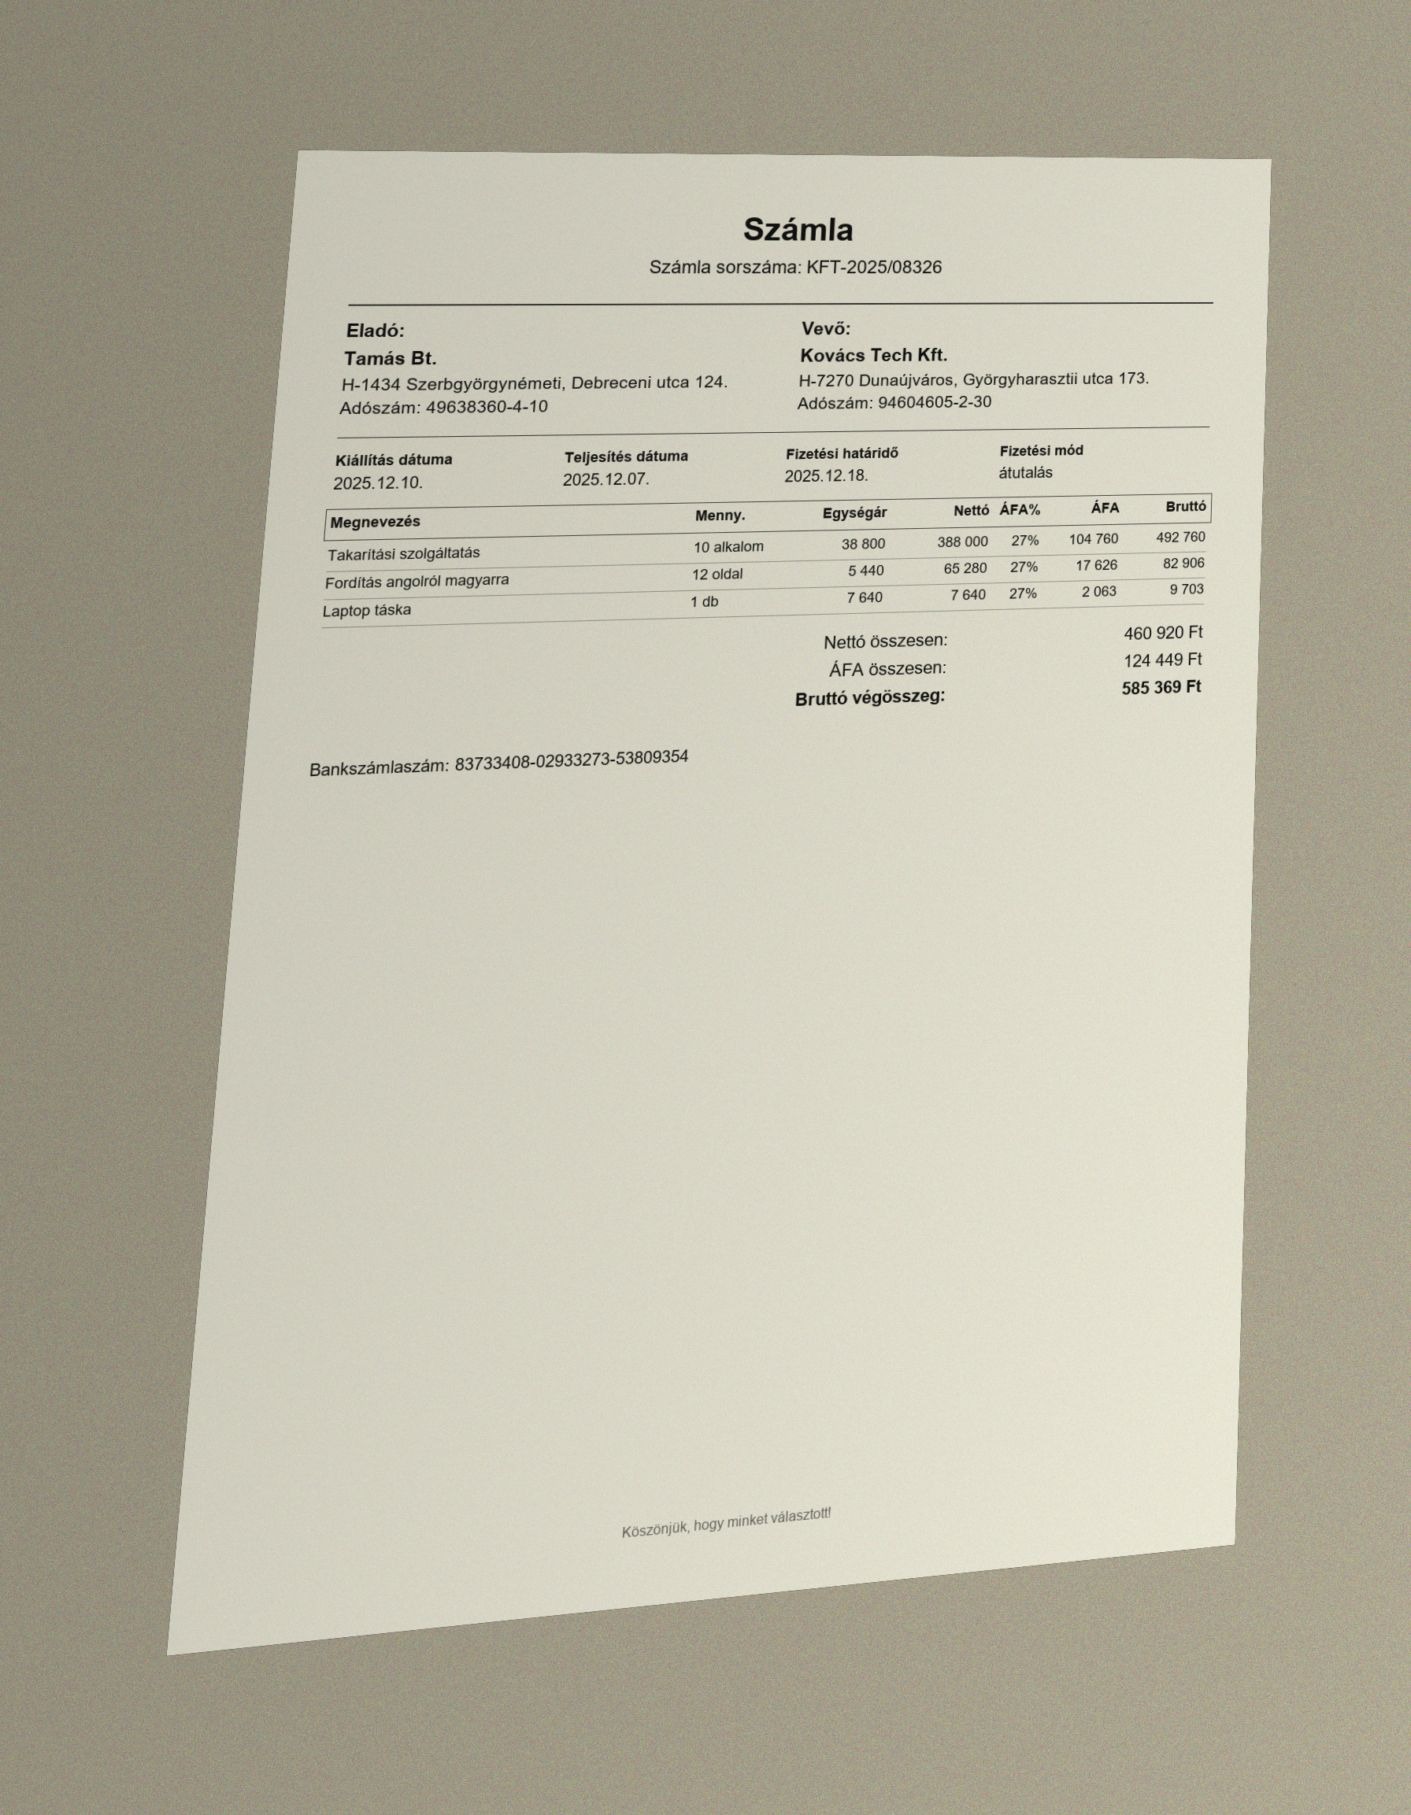 Számla
Számla sorszáma: KFT-2025/08326
Eladó:
Tamás Bt.
H-1434 Szerbgyörgynémeti, Debreceni utca 124.
Adószám: 49638360-4-10
Vevő:
Kovács Tech Kft.
H-7270 Dunaújváros, Györgyharasztii utca 173.
Adószám: 94604605-2-30
Kiállítás dátuma Teljesítés dátuma Fizetési határidő Fizetési mód
2025.12.10. 2025.12.07. 2025.12.18. átutalás
Megnevezés Menny. Egységár Nettó ÁFA% ÁFA Bruttó
Takarítási szolgáltatás 10 alkalom 38 800 388 000 27% 104 760 492 760
Fordítás angolról magyarra 12 oldal 5 440 65 280 27% 17 626 82 906
Laptop táska 1 db 7 640 7 640 27% 2 063 9 703
Nettó összesen: 460 920 Ft
ÁFA összesen: 124 449 Ft
Bruttó végösszeg: 585 369 Ft
Bankszámlaszám: 83733408-02933273-53809354
Köszönjük, hogy minket választott!